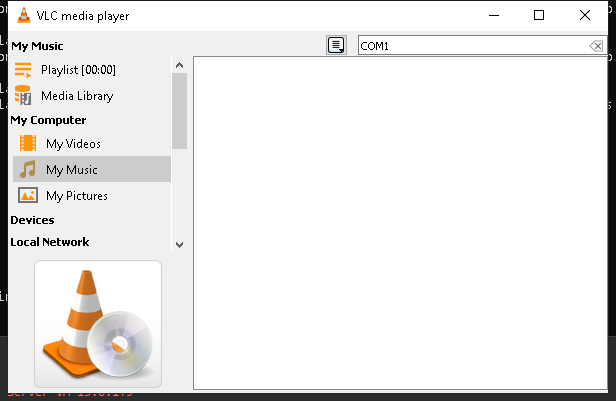 VLC media player
My Music
COM1
Playlist [00:00]
Media Library
My Computer
My Videos
My Music
My Pictures
Devices
Local Network